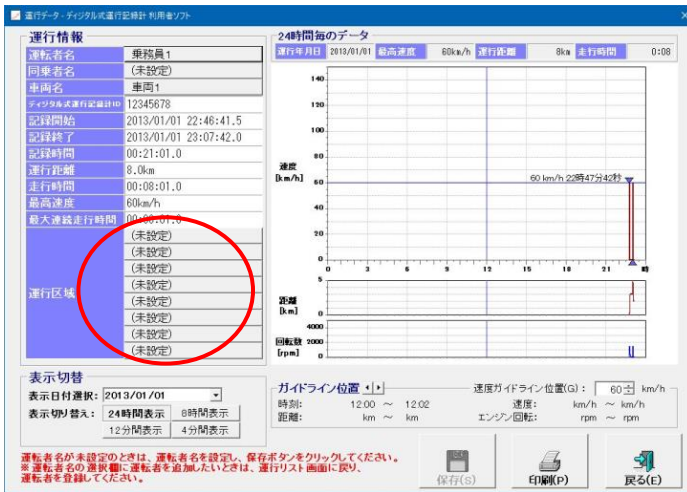 運行データ - ディジタル式運行記録計 利用者ソフト
運行情報
運転者名 乗務員1
同乗者名 (未設定)
車両名 車両1
ディジタル式運行記録計ID 12345678
記録開始 2013/01/01 22:46:41.5
記録終了 2013/01/01 23:07:42.0
記録時間 00:21:01.0
運行距離 8.0km
走行時間 00:08:01.0
最高速度 60km/h
最大連続走行時間 00:08:01.0
運行区域
(未設定)
(未設定)
(未設定)
(未設定)
(未設定)
(未設定)
(未設定)
(未設定)
24時間毎のデータ
運行年月日 2013/01/01 最高速度 60km/h 運行距離 8km 走行時間 0:08
140
120
100
80
速度
[km/h]
60 km/h 22時47分42秒
60
40
20
0
0 3 6 9 12 15 18 21 時
5
距離
[km]
0
4000
回転数 2000
[rpm]
0
表示切替
表示日付選択: 2013/01/01
表示切り替え: 24時間表示 8時間表示
12分間表示 4分間表示
ガイドライン位置
速度ガイドライン位置(G): 60 km/h
時刻: 12:00 ～ 12:02 速度: km/h ～ km/h
距離: km ～ km エンジン回転: rpm ～ rpm
運転者名が未設定のときは、運転者名を設定し、保存ボタンをクリックしてください。
※ 運転者名の選択欄に運転者を追加したいときは、運行リスト画面に戻り、
運転者を登録してください。
保存(S) 印刷(P) 戻る(E)